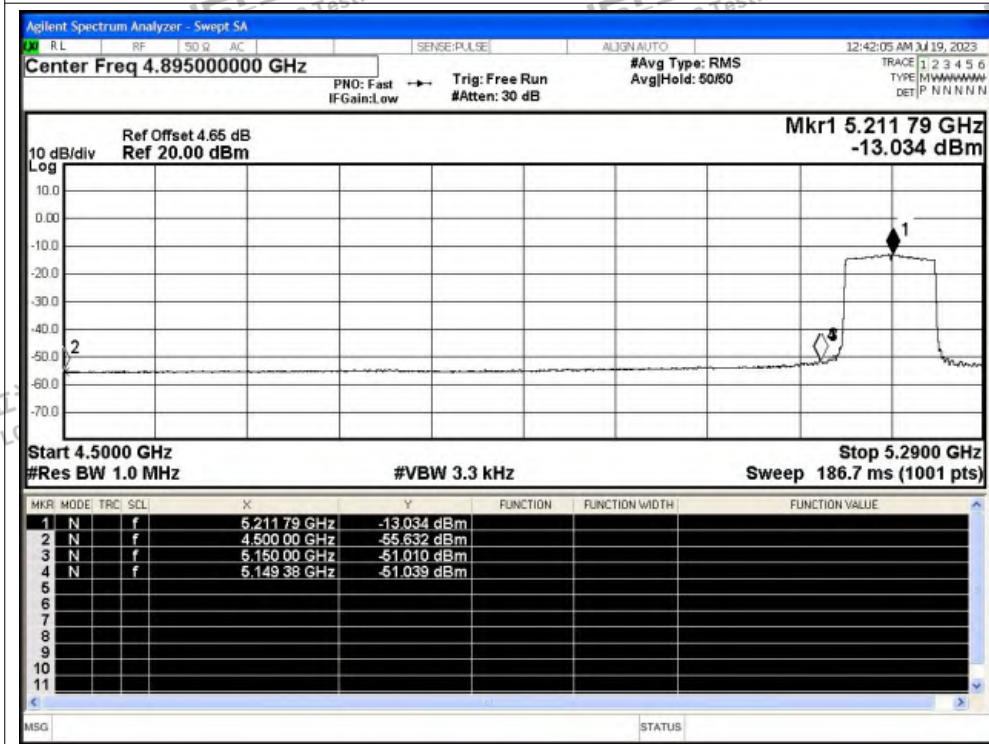 Agilent Spectrum Analyzer - Swept SA
RL RF 50 Ω AC SENSE:PULSE ALIGN AUTO 12:42:05 AM Jul 19, 2023
Center Freq 4.895000000 GHz
PNO: Fast
IFGain:Low
Trig: Free Run
#Atten: 30 dB
#Avg Type: RMS
Avg|Hold: 50/50
TRACE 1 2 3 4 5 6
TYPE M WWWWW
DET P N N N N N
Ref Offset 4.65 dB
10 dB/div Ref 20.00 dBm
Log
Mkr1 5.211 79 GHz
-13.034 dBm
10.0
0.00
-10.0
-20.0
-30.0
-40.0
-50.0
-60.0
-70.0
1
2
Start 4.5000 GHz Stop 5.2900 GHz
#Res BW 1.0 MHz #VBW 3.3 kHz Sweep 186.7 ms (1001 pts)
MKR MODE TRC SCL X Y FUNCTION FUNCTION WIDTH FUNCTION VALUE
1 N f 5.211 79 GHz -13.034 dBm
2 N f 4.500 00 GHz -55.632 dBm
3 N f 5.150 00 GHz -51.010 dBm
4 N f 5.149 38 GHz -51.039 dBm
5
6
7
8
9
10
11
MSG STATUS